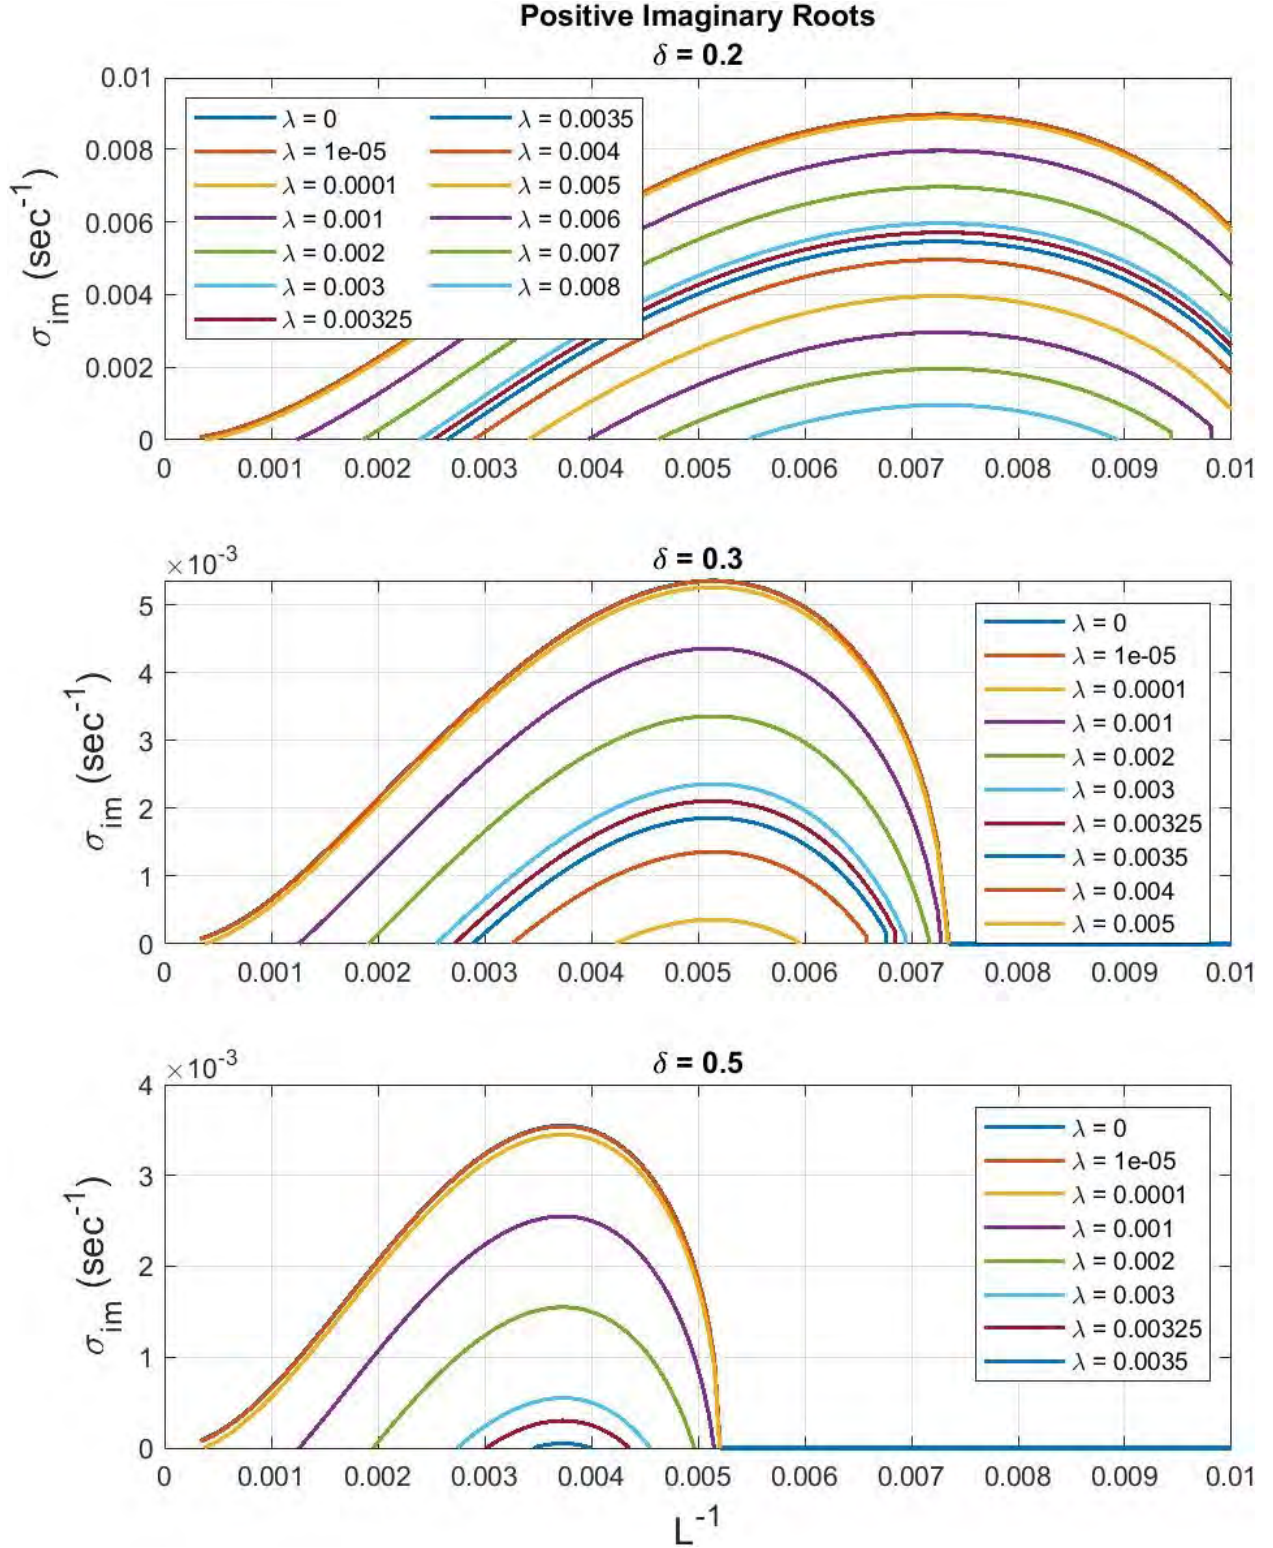 Positive Imaginary Roots
δ = 0.2
σim (sec-1)
0.01
0.008
0.006
0.004
0.002
0
λ = 0
λ = 1e-05
λ = 0.0001
λ = 0.001
λ = 0.002
λ = 0.003
λ = 0.00325
λ = 0.0035
λ = 0.004
λ = 0.005
λ = 0.006
λ = 0.007
λ = 0.008
0 0.001 0.002 0.003 0.004 0.005 0.006 0.007 0.008 0.009 0.01
δ = 0.3
×10-3
σim (sec-1)
5
4
3
2
1
0
λ = 0
λ = 1e-05
λ = 0.0001
λ = 0.001
λ = 0.002
λ = 0.003
λ = 0.00325
λ = 0.0035
λ = 0.004
λ = 0.005
0 0.001 0.002 0.003 0.004 0.005 0.006 0.007 0.008 0.009 0.01
δ = 0.5
×10-3
σim (sec-1)
4
3
2
1
0
λ = 0
λ = 1e-05
λ = 0.0001
λ = 0.001
λ = 0.002
λ = 0.003
λ = 0.00325
λ = 0.0035
0 0.001 0.002 0.003 0.004 0.005 0.006 0.007 0.008 0.009 0.01
L-1